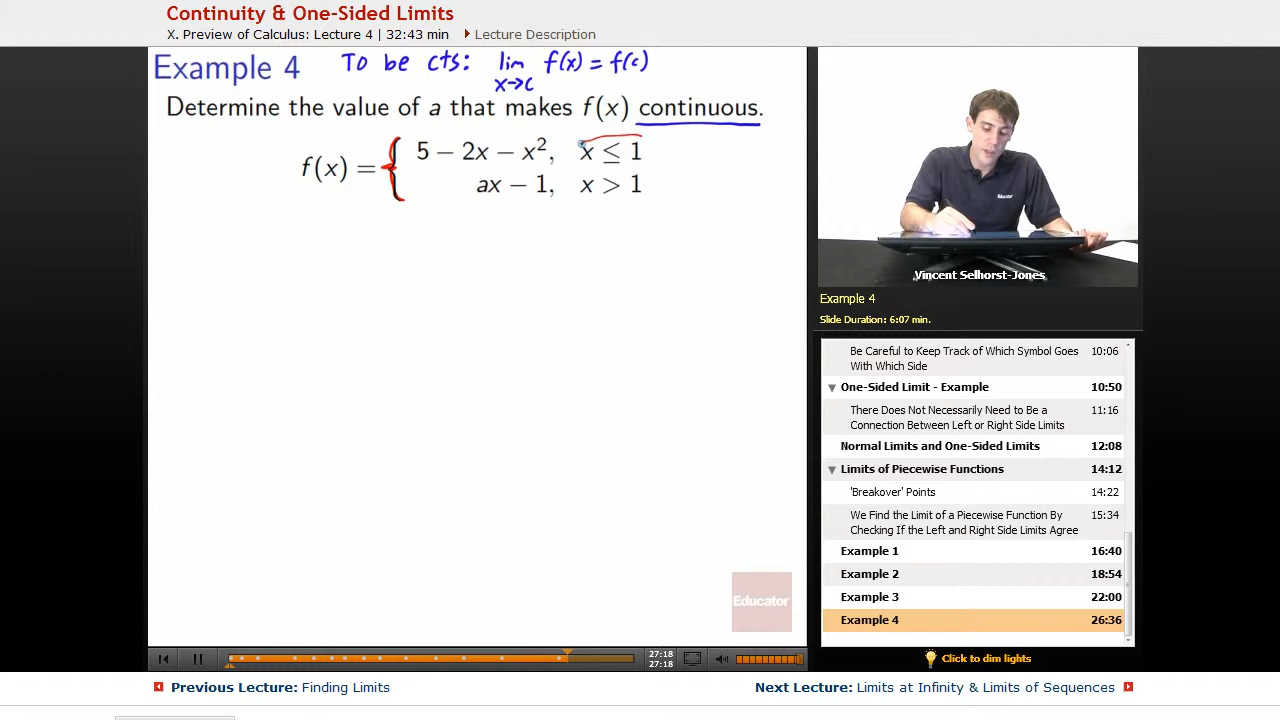 Continuity & One-Sided Limits
X. Preview of Calculus: Lecture 4 | 32:43 min
Lecture Description
Example 4
To be cts: lim x→c f(x) = f(c)
Determine the value of a that makes f(x) continuous.
f(x) = { 5 − 2x − x², x ≤ 1
ax − 1, x > 1
Educator
27:18
27:18
Educator
Vincent Selhorst-Jones
Example 4
Slide Duration: 6:07 min.
Be Careful to Keep Track of Which Symbol Goes With Which Side 10:06
One-Sided Limit - Example 10:50
There Does Not Necessarily Need to Be a Connection Between Left or Right Side Limits 11:16
Normal Limits and One-Sided Limits 12:08
Limits of Piecewise Functions 14:12
'Breakover' Points 14:22
We Find the Limit of a Piecewise Function By Checking If the Left and Right Side Limits Agree 15:34
Example 1 16:40
Example 2 18:54
Example 3 22:00
Example 4 26:36
Click to dim lights
Previous Lecture: Finding Limits
Next Lecture: Limits at Infinity & Limits of Sequences